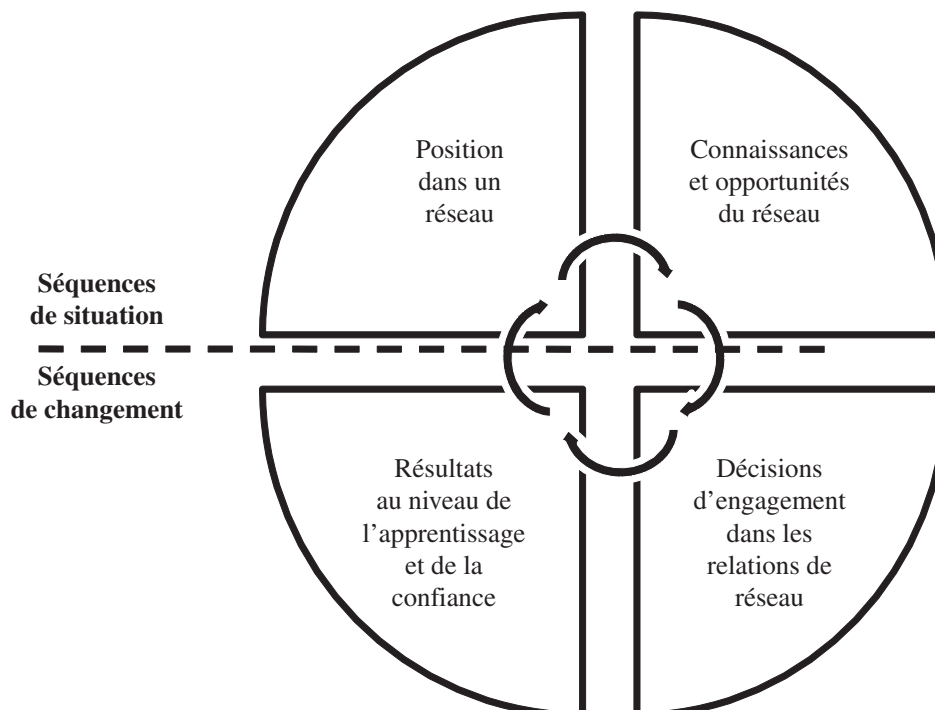 Position
dans un
réseau
Connaissances
et opportunités
du réseau
Séquences
de situation
Séquences
de changement
Résultats
au niveau de
l’apprentissage
et de la
confiance
Décisions
d’engagement
dans les
relations de
réseau